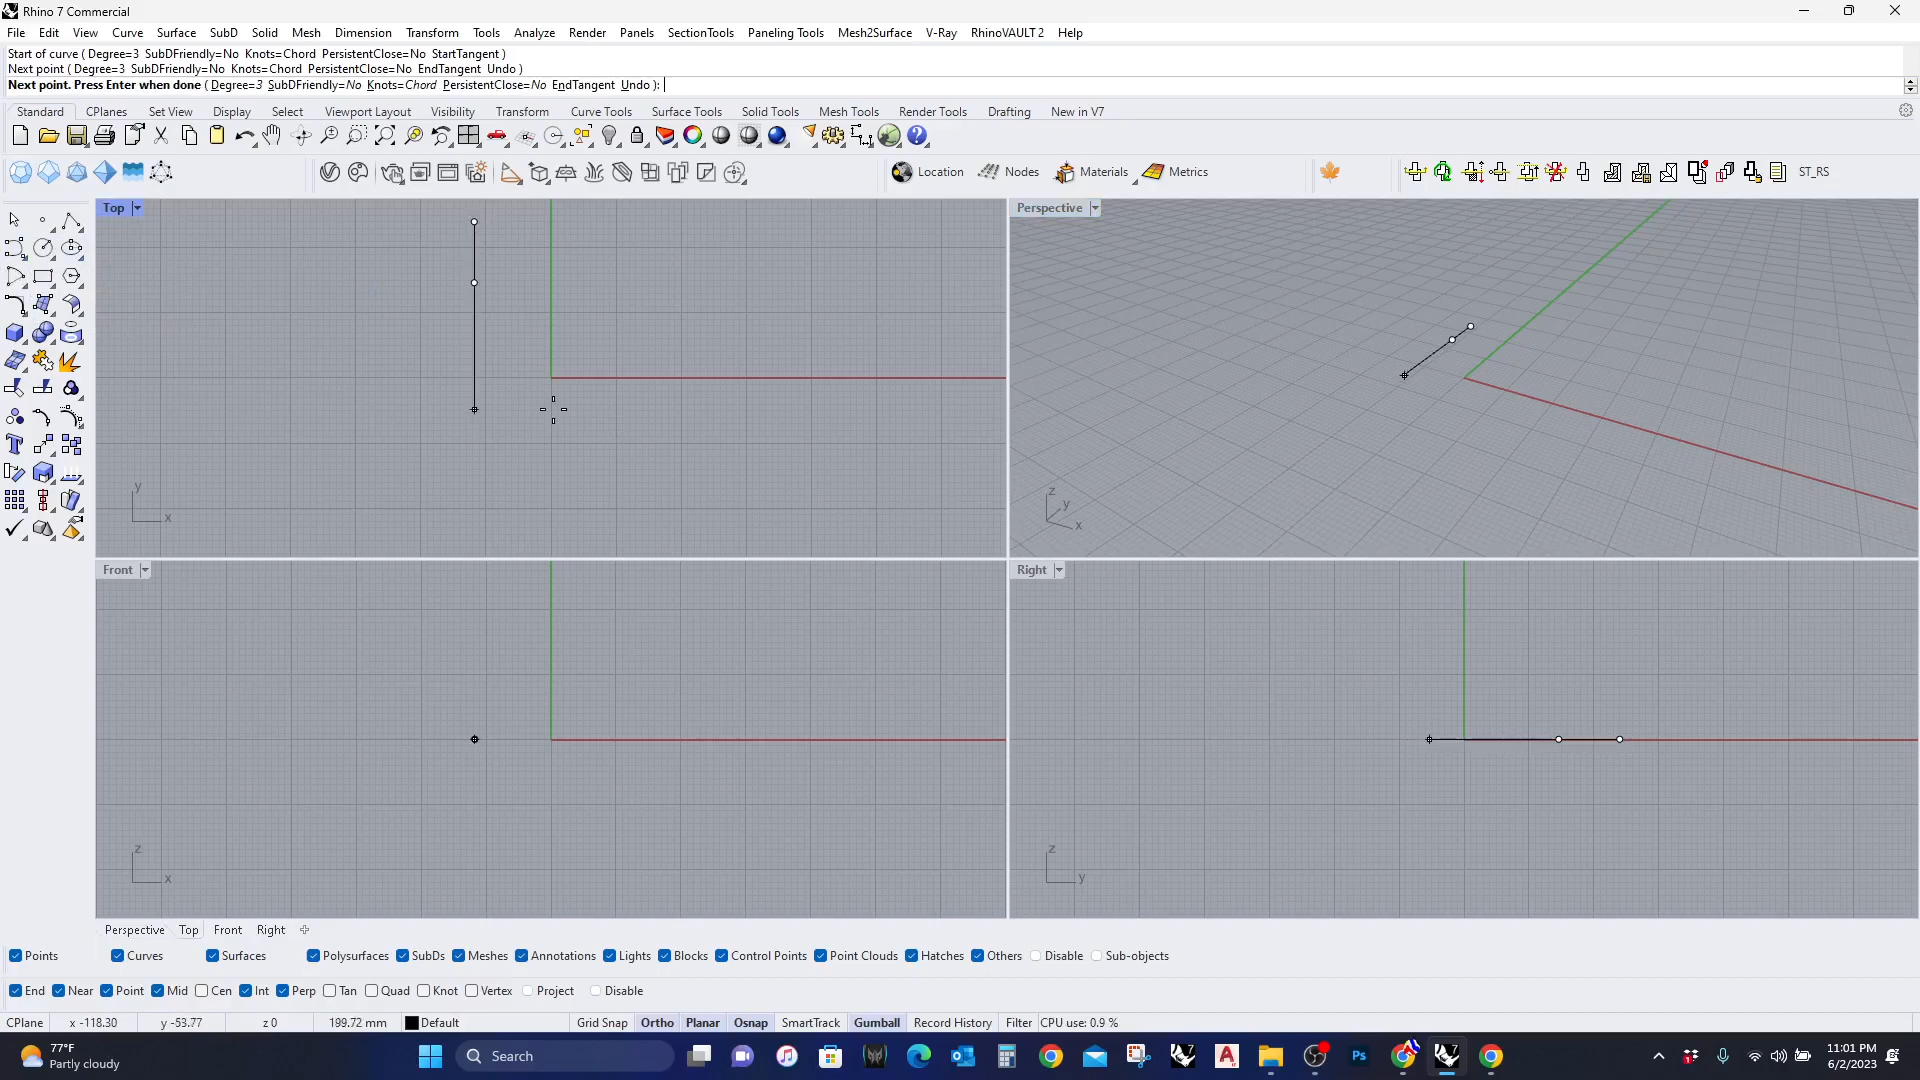 Rhino 7 Commercial
File Edit View Curve Surface SubD Solid Mesh Dimension Transform Tools Analyze Render Panels SectionTools Paneling Tools Mesh2Surface V-Ray RhinoVAULT 2 Help
Start of curve ( Degree=3 SubDFriendly=No Knots=Chord PersistentClose=No StartTangent )
Next point ( Degree=3 SubDFriendly=No Knots=Chord PersistentClose=No EndTangent Undo )
Next point. Press Enter when done ( Degree=3 SubDFriendly=No Knots=Chord PersistentClose=No EndTangent Undo ):
Standard CPlanes Set View Display Select Viewport Layout Visibility Transform Curve Tools Surface Tools Solid Tools Mesh Tools Render Tools Drafting New in V7
Location Nodes Materials Metrics ST_RS
Top Perspective
y
x
z
y
x
Front Right
z
x
z
y
Perspective Top Front Right
Points Curves Surfaces Polysurfaces SubDs Meshes Annotations Lights Blocks Control Points Point Clouds Hatches Others Disable Sub-objects
End Near Point Mid Cen Int Perp Tan Quad Knot Vertex Project Disable
CPlane x -118.30 y -53.77 z 0 199.72 mm Default Grid Snap Ortho Planar Osnap SmartTrack Gumball Record History Filter CPU use: 0.9 %
77°F
Partly cloudy
Search
Ps
11:01 PM
6/2/2023